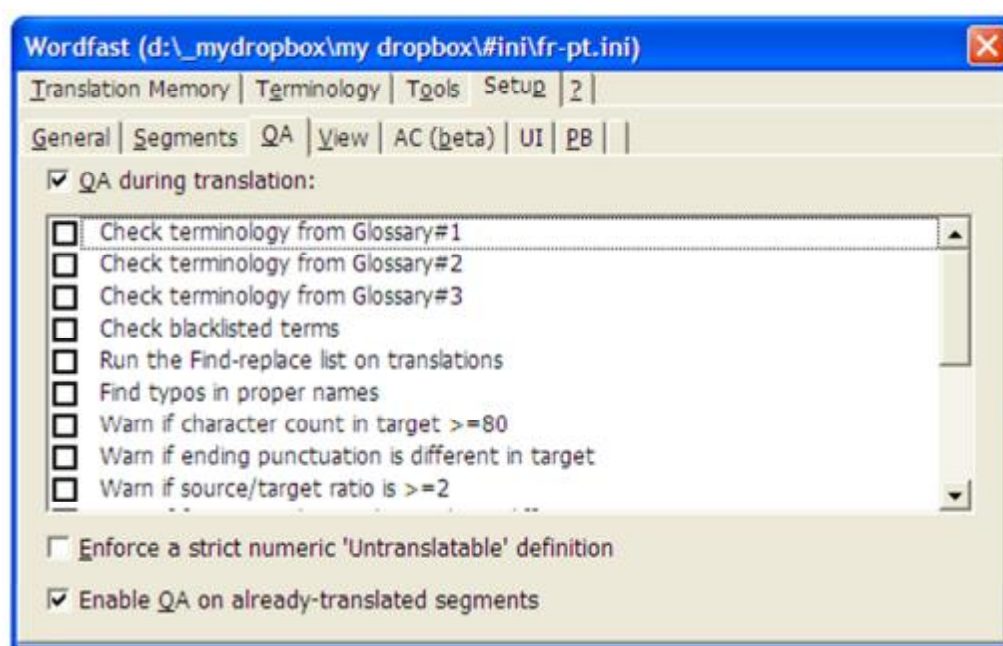 Wordfast (d:\_mydropbox\my dropbox\#ini\fr-pt.ini)
Translation Memory Terminology Tools Setup ?
General Segments QA View AC (beta) UI PB
QA during translation:
Check terminology from Glossary#1
Check terminology from Glossary#2
Check terminology from Glossary#3
Check blacklisted terms
Run the Find-replace list on translations
Find typos in proper names
Warn if character count in target >=80
Warn if ending punctuation is different in target
Warn if source/target ratio is >=2
Enforce a strict numeric 'Untranslatable' definition
Enable QA on already-translated segments